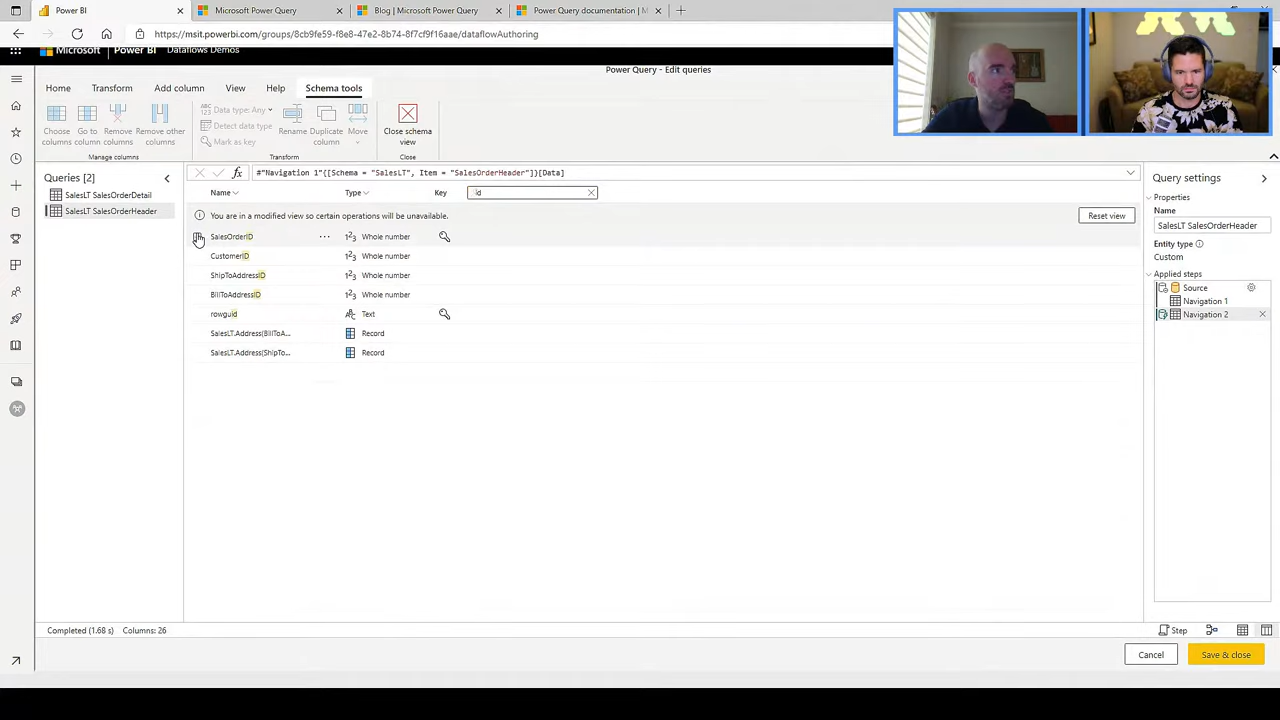 Power BI
Microsoft Power Query
Blog | Microsoft Power Query
Power Query documentation | M
https://msit.powerbi.com/groups/8cb9fe59-f8e8-47e2-8b74-8f7cf9f16aae/dataflowAuthoring
Microsoft Power BI Dataflows Demos
Power Query - Edit queries
Home Transform Add column View Help Schema tools
Choose columns
Go to columns
Remove columns
Remove other columns
Manage columns
Data type: Any
Detect data type
Mark as key
Rename
Duplicate column
Move
Transform
Close schema view
Close
Queries [2]
SalesLT SalesOrderDetail
SalesLT SalesOrderHeader
fx #"Navigation 1"{[Schema = "SalesLT", Item = "SalesOrderHeader"]}[Data]
Name Type Key id
You are in a modified view so certain operations will be unavailable. Reset view
SalesOrderID ... 123 Whole number
CustomerID 123 Whole number
ShipToAddressID 123 Whole number
BillToAddressID 123 Whole number
rowguid Text
SalesLT.Address(BillToA... Record
SalesLT.Address(ShipTo... Record
Query settings
Properties
Name
SalesLT SalesOrderHeader
Entity type
Custom
Applied steps
Source
Navigation 1
Navigation 2
Completed (1.68 s) Columns: 26
Step
Cancel Save & close